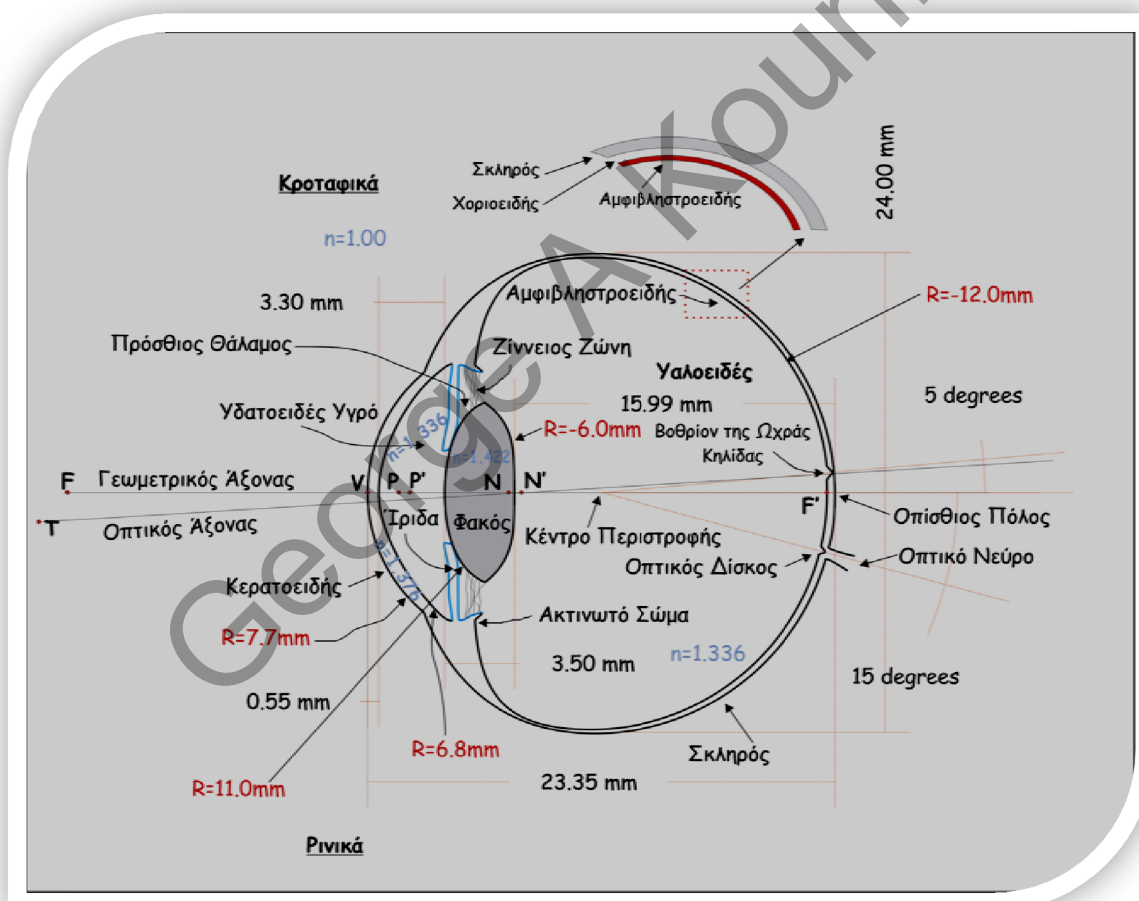 George A Kourk
Σκληρός
Χοριοειδής
Αμφιβληστροειδής
24.00 mm
Κροταφικά
n=1.00
3.30 mm
Αμφιβληστροειδής
R=-12.0mm
Πρόσθιος Θάλαμος
Ζίννειος Ζώνη
Υαλοειδές
15.99 mm
5 degrees
Υδατοειδές Υγρό
n=1.336
R=-6.0mm
Βοθρίον της Ωχράς
Κηλίδας
n=1.422
F
Γεωμετρικός Άξονας
V
P
P'
N
N'
F'
T
Οπτικός Άξονας
Ίριδα
Φακός
Κέντρο Περιστροφής
Οπίσθιος Πόλος
Οπτικός Δίσκος
Οπτικό Νεύρο
n=1.376
Κερατοειδής
R=7.7mm
Ακτινωτό Σώμα
3.50 mm
n=1.336
0.55 mm
15 degrees
R=6.8mm
Σκληρός
R=11.0mm
23.35 mm
Ρινικά